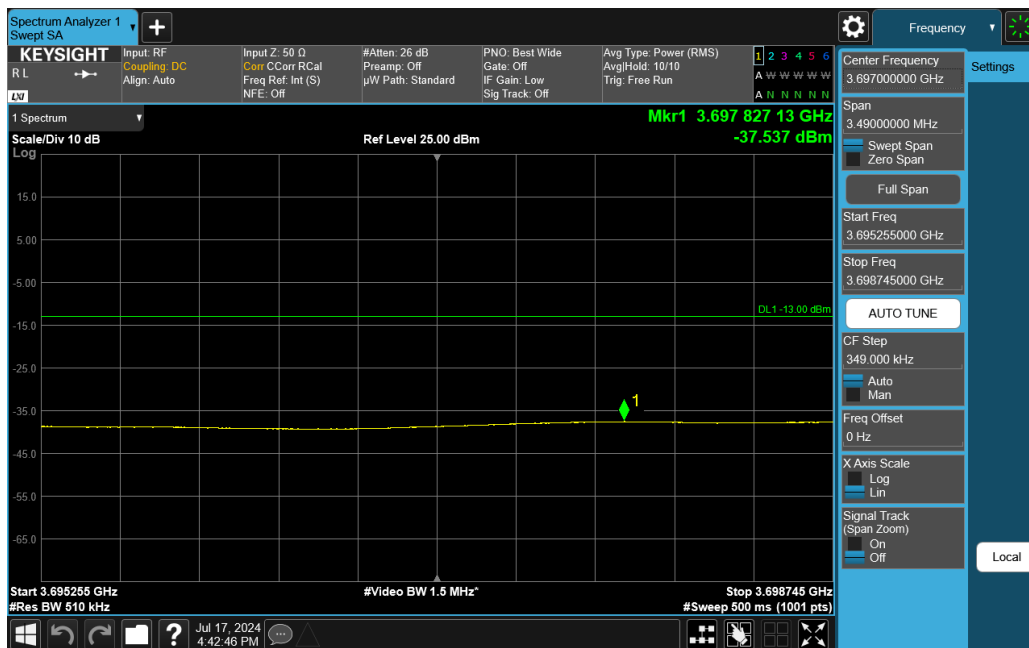 Spectrum Analyzer 1
Swept SA
Frequency
KEYSIGHT
R L
LXI
Input: RF
Coupling: DC
Align: Auto
Input Z: 50 Ω
Corr CCorr RCal
Freq Ref: Int (S)
NFE: Off
#Atten: 26 dB
Preamp: Off
µW Path: Standard
PNO: Best Wide
Gate: Off
IF Gain: Low
Sig Track: Off
Avg Type: Power (RMS)
Avg|Hold: 10/10
Trig: Free Run
1 2 3 4 5 6
A W W W W W
A N N N N N
1 Spectrum
Scale/Div 10 dB
Log
Ref Level 25.00 dBm
Mkr1 3.697 827 13 GHz
-37.537 dBm
15.0
5.00
-5.00
DL1 -13.00 dBm
-15.0
-25.0
-35.0
1
-45.0
-55.0
-65.0
Start 3.695255 GHz
#Res BW 510 kHz
#Video BW 1.5 MHz*
Stop 3.698745 GHz
#Sweep 500 ms (1001 pts)
Center Frequency
3.697000000 GHz
Span
3.49000000 MHz
Swept Span
Zero Span
Full Span
Start Freq
3.695255000 GHz
Stop Freq
3.698745000 GHz
AUTO TUNE
CF Step
349.000 kHz
Auto
Man
Freq Offset
0 Hz
X Axis Scale
Log
Lin
Signal Track
(Span Zoom)
On
Off
Settings
Local
?
Jul 17, 2024
4:42:46 PM